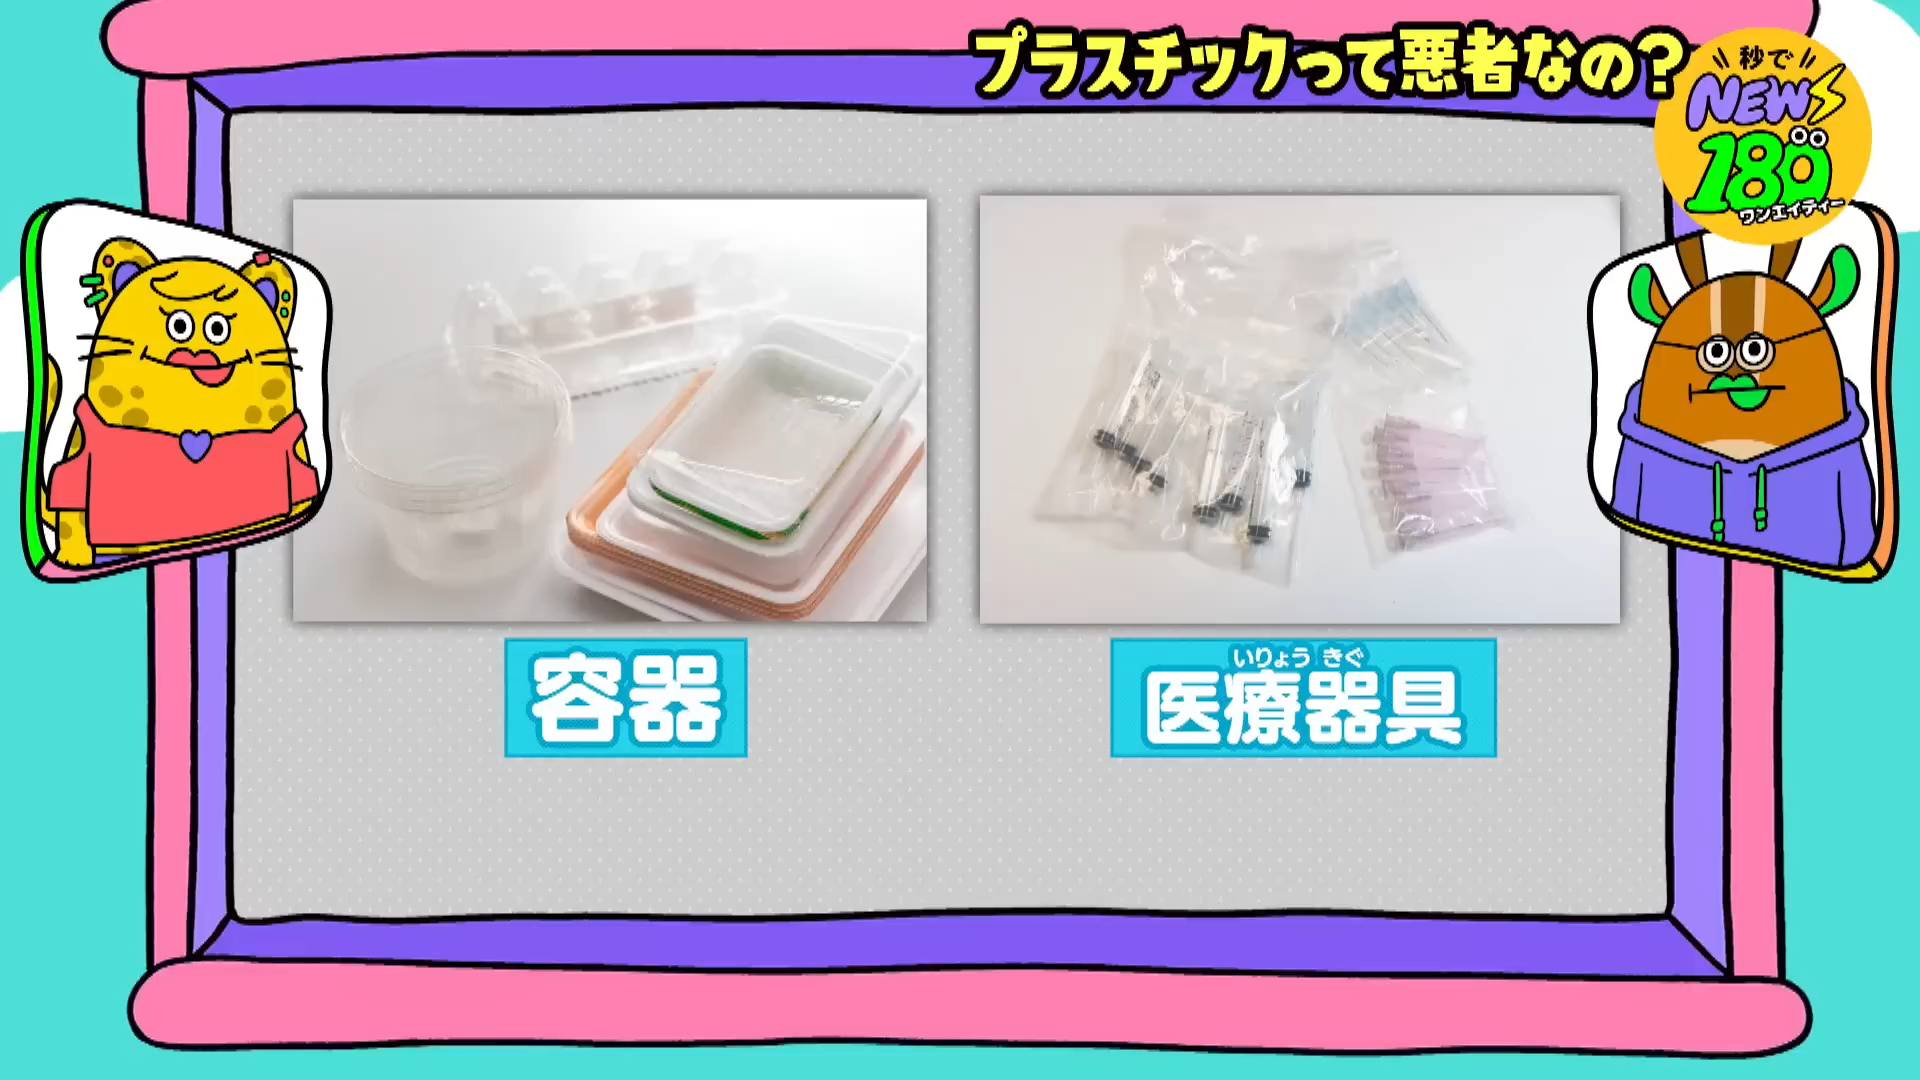 プラスチックって悪者なの?
秒で
NEWS
180
ワンエイティー
容器
いりょう きぐ
医療器具